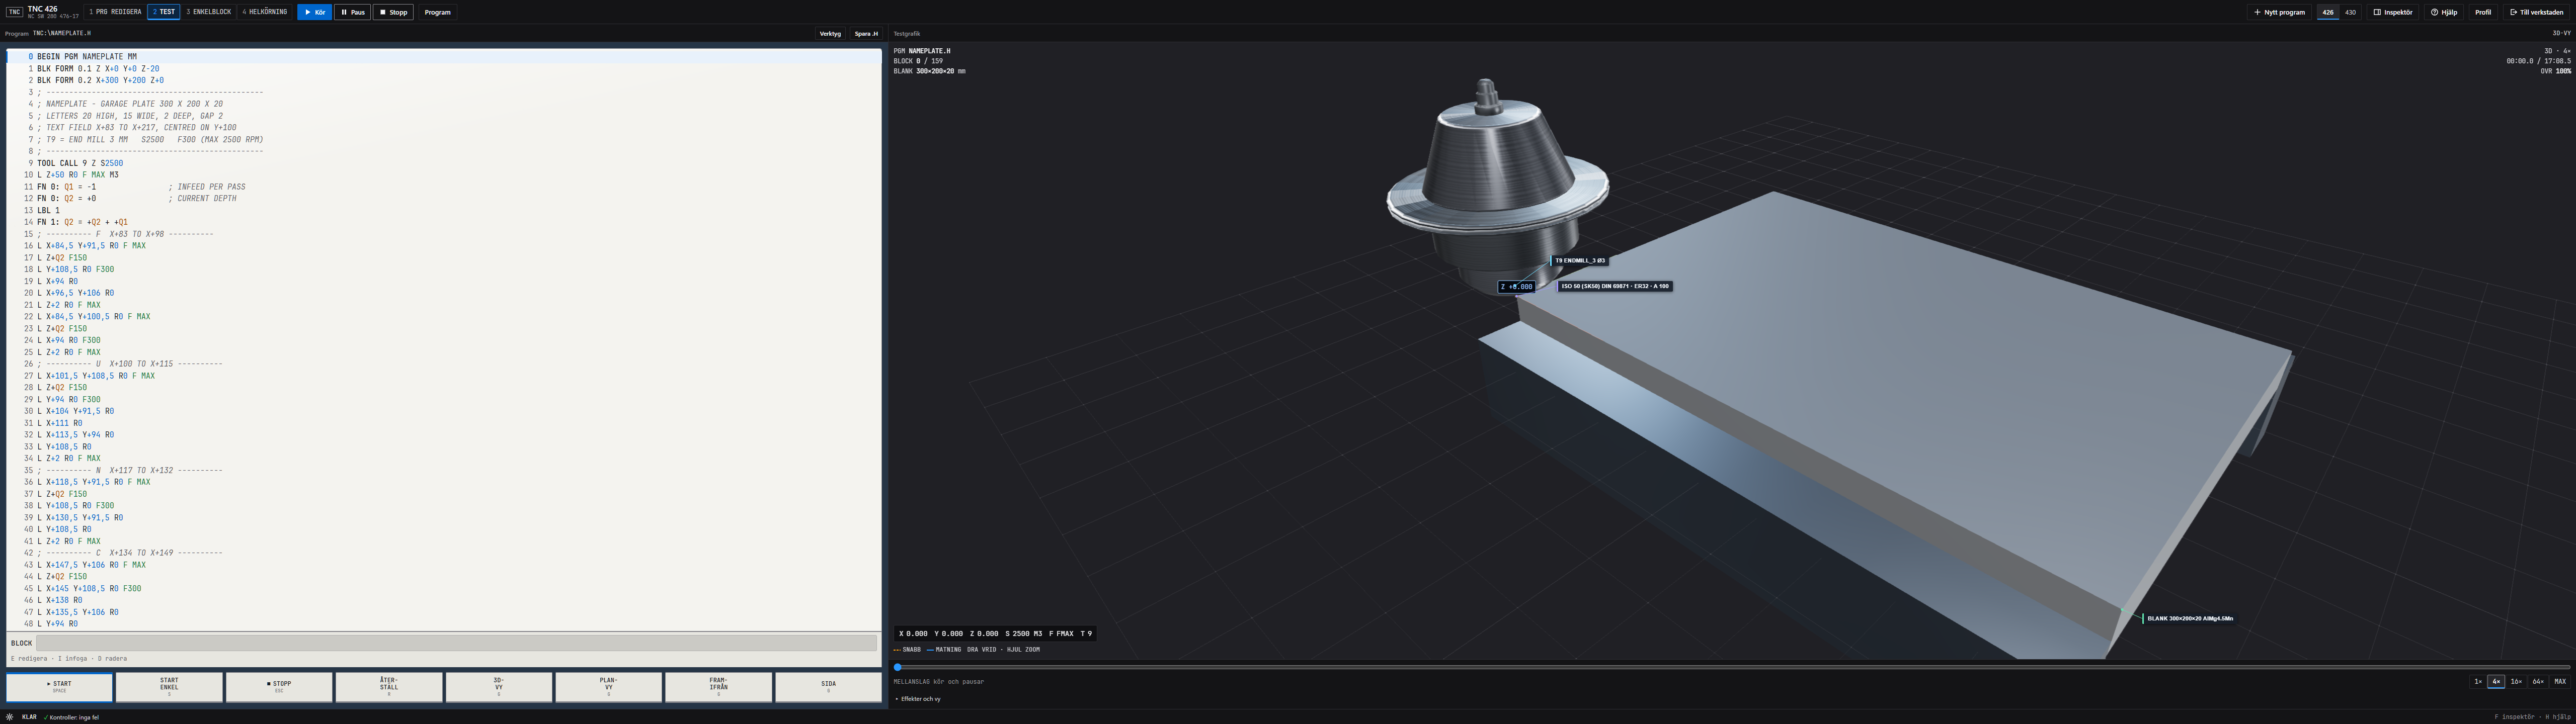 TNC TNC 426 NC SW 280 476-17 1 PRG REDIGERA 2 TEST 3 ENKELBLOCK 4 HELKÖRNING Kör Paus Stopp Program Nytt program 426 430 Inspektör Hjälp Profil Till verkstaden
Program TNC:\NAMEPLATE.H Verktyg Spara .H
0 BEGIN PGM NAMEPLATE MM
1 BLK FORM 0.1 Z X+0 Y+0 Z-20
2 BLK FORM 0.2 X+300 Y+200 Z+0
3 ; -----------------------------------------------
4 ; NAMEPLATE - GARAGE PLATE 300 X 200 X 20
5 ; LETTERS 20 HIGH, 15 WIDE, 2 DEEP, GAP 2
6 ; TEXT FIELD X+83 TO X+217, CENTRED ON Y+100
7 ; T9 = END MILL 3 MM   S2500   F300 (MAX 2500 RPM)
8 ; -----------------------------------------------
9 TOOL CALL 9 Z S2500
10 L Z+50 R0 F MAX M3
11 FN 0: Q1 = -1                ; INFEED PER PASS
12 FN 0: Q2 = +0                ; CURRENT DEPTH
13 LBL 1
14 FN 1: Q2 = +Q2 + +Q1
15 ; ---------- F  X+83 TO X+98 ----------
16 L X+84,5 Y+91,5 R0 F MAX
17 L Z+Q2 F150
18 L Y+108,5 R0 F300
19 L X+94 R0
20 L X+96,5 Y+106 R0
21 L Z+2 R0 F MAX
22 L X+84,5 Y+100,5 R0 F MAX
23 L Z+Q2 F150
24 L X+94 R0 F300
25 L Z+2 R0 F MAX
26 ; ---------- U  X+100 TO X+115 ----------
27 L X+101,5 Y+108,5 R0 F MAX
28 L Z+Q2 F150
29 L Y+94 R0 F300
30 L X+104 Y+91,5 R0
31 L X+111 R0
32 L X+113,5 Y+94 R0
33 L Y+108,5 R0
34 L Z+2 R0 F MAX
35 ; ---------- N  X+117 TO X+132 ----------
36 L X+118,5 Y+91,5 R0 F MAX
37 L Z+Q2 F150
38 L Y+108,5 R0 F300
39 L X+130,5 Y+91,5 R0
40 L Y+108,5 R0
41 L Z+2 R0 F MAX
42 ; ---------- C  X+134 TO X+149 ----------
43 L X+147,5 Y+106 R0 F MAX
44 L Z+Q2 F150
45 L X+145 Y+108,5 R0 F300
46 L X+138 R0
47 L X+135,5 Y+106 R0
48 L Y+94 R0
BLOCK
E redigera · I infoga · D radera
START SPACE
START ENKEL S
STOPP ESC
ÅTER-STÄLL R
3D-VY G
PLAN-VY G
FRAM-IFRÅN G
SIDA G
Testgrafik 3D-VY
PGM NAMEPLATE.H
BLOCK 0 / 159
BLANK 300×200×20 mm
3D · 4×
00:00.0 / 17:08.5
OVR 100%
T9 ENDMILL_3 Ø3
ISO 50 (SK50) DIN 69871 · ER32 · A 100
BLANK 300×200×20 AlMg4.5Mn
X 0.000 Y 0.000 Z 0.000 S 2500 M3 F FMAX T 9
SNABB MATNING DRA VRID · HJUL ZOOM
MELLANSLAG kör och pausar 1× 4× 16× 64× MAX
Effekter och vy
KLAR ✓ Kontroller: inga fel F inspektör · H hjälp